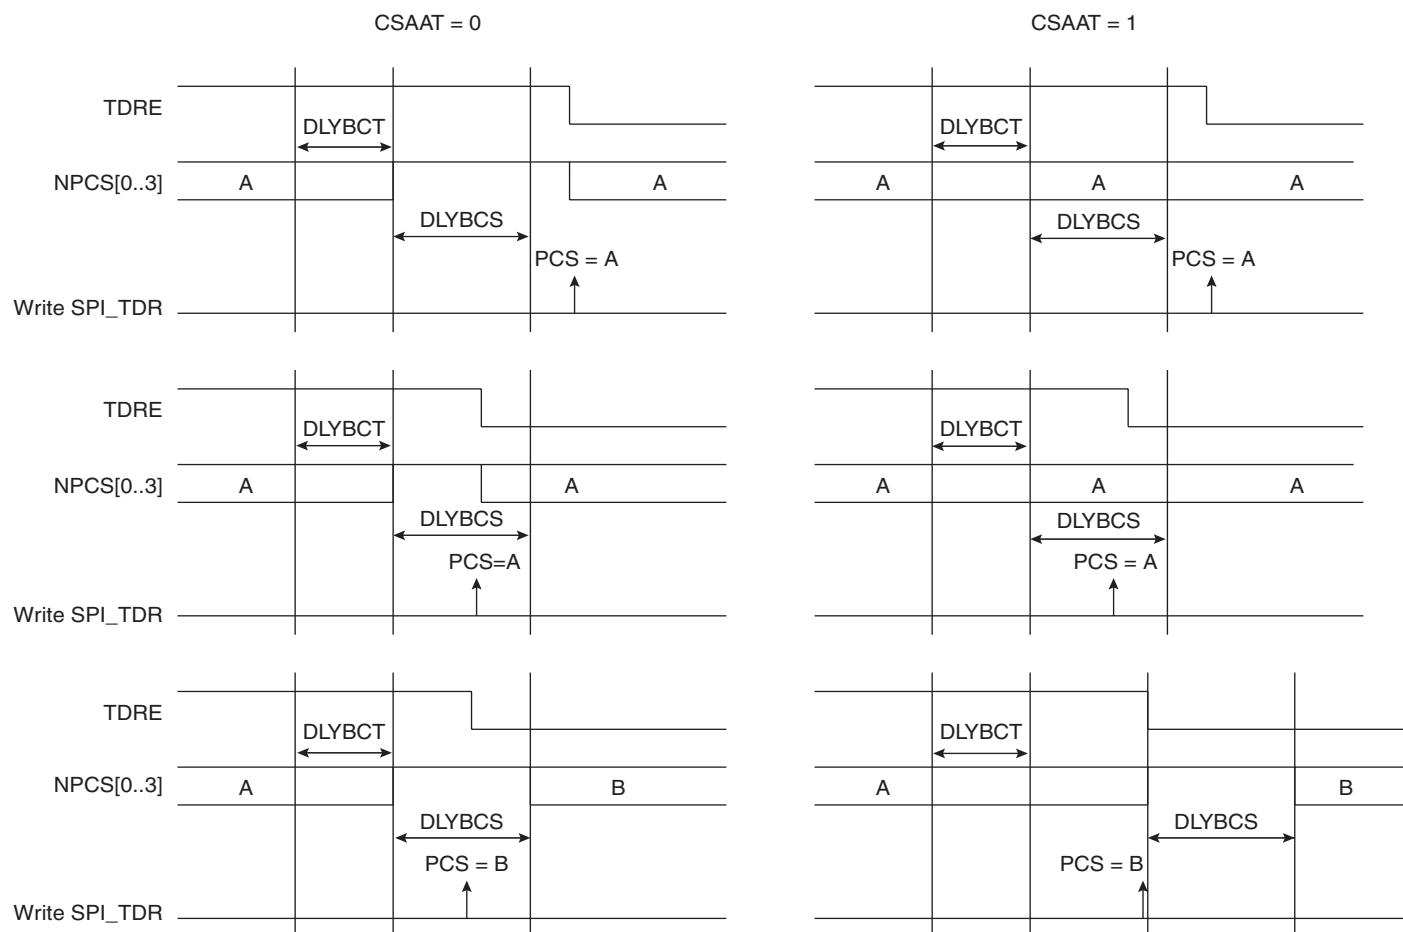 CSAAT = 0 CSAAT = 1
TDRE
DLYBCT DLYBCT
NPCS[0..3] A A A A A
DLYBCS DLYBCS
PCS = A PCS = A
Write SPI_TDR
TDRE
DLYBCT DLYBCT
NPCS[0..3] A A A A A
DLYBCS DLYBCS
PCS=A PCS = A
Write SPI_TDR
TDRE
DLYBCT DLYBCT
NPCS[0..3] A B A B
DLYBCS DLYBCS
PCS = B PCS = B
Write SPI_TDR